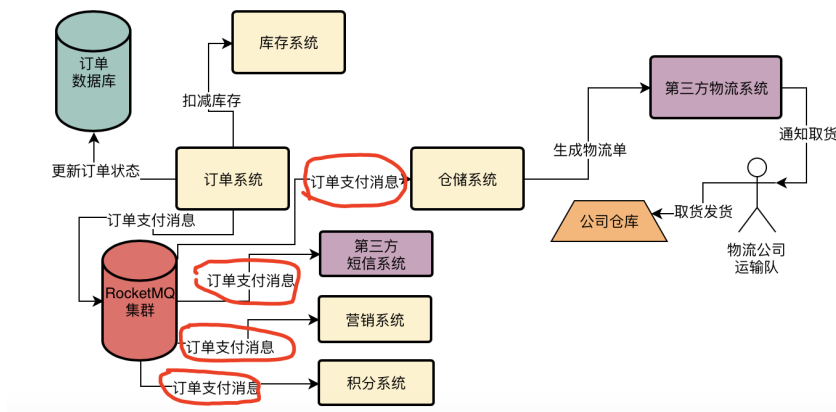 订单
数据库
库存系统
扣减库存
第三方物流系统
通知取货
更新订单状态
订单系统
订单支付消息
仓储系统
生成物流单
取货发货
公司仓库
物流公司
运输队
订单支付消息
RocketMQ
集群
第三方
短信系统
订单支付消息
营销系统
订单支付消息
积分系统
订单支付消息